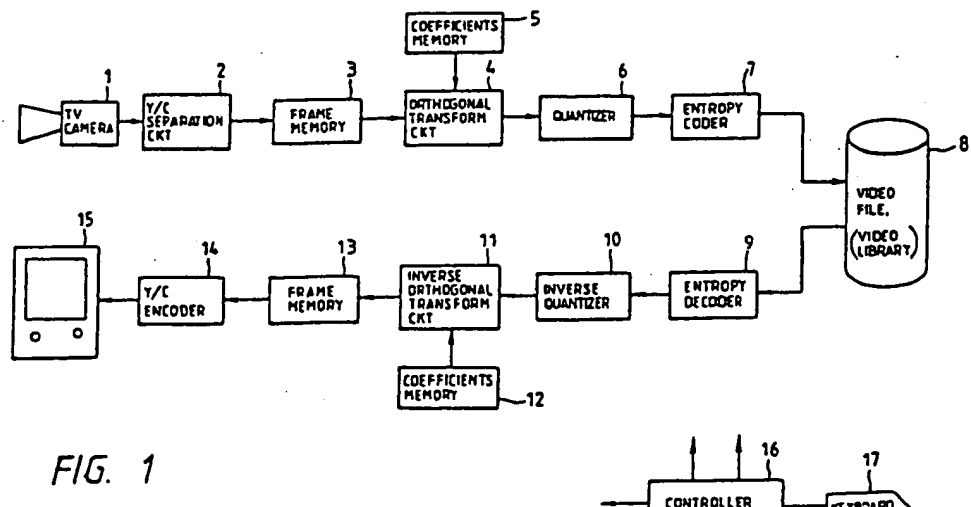 COEFFICIENTS
MEMORY
5
1
2
3
4
6
7
TV
CAMERA
Y/C
SEPARATION
CKT
FRAME
MEMORY
ORTHOGONAL
TRANSFORM
CKT
QUANTIZER
ENTROPY
CODER
8
VIDEO
FILE.
(VIDEO
LIBRARY)
15
14
13
11
10
9
Y/C
ENCODER
FRAME
MEMORY
INVERSE
ORTHOGONAL
TRANSFORM
CKT
INVERSE
QUANTIZER
ENTROPY
DECODER
COEFFICIENTS
MEMORY
12
FIG. 1
16
17
CONTROLLER
KEYBOARD